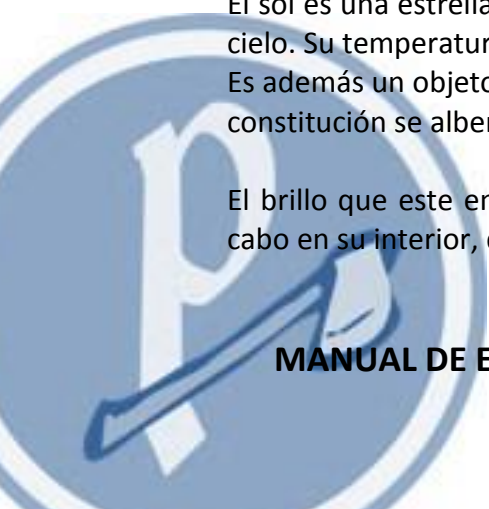 El sol es una estrella
cielo. Su temperatur
Es además un objeto
constitución se alber
El brillo que este en
cabo en su interior,
MANUAL DE E
p